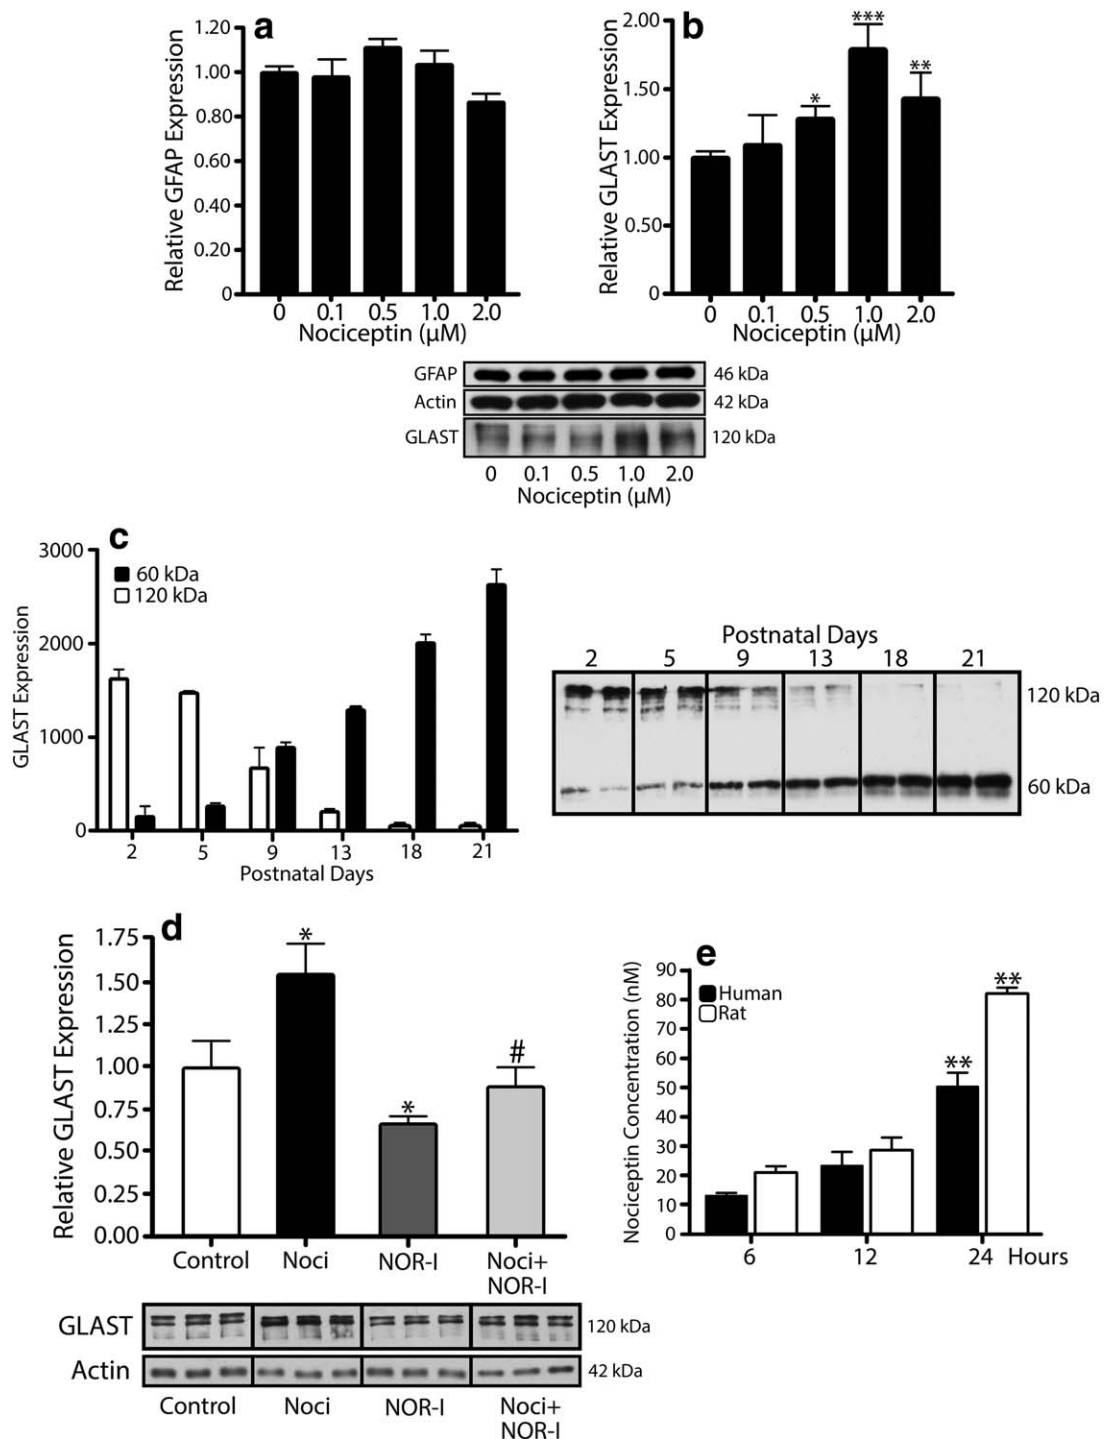 a
Relative GFAP Expression
1.20
1.00
0.80
0.60
0.40
0.20
0
0 0.1 0.5 1.0 2.0
Nociceptin (μM)
b
Relative GLAST Expression
2.00
1.50
1.00
0.50
0
* *** **
0 0.1 0.5 1.0 2.0
Nociceptin (μM)
GFAP 46 kDa
Actin 42 kDa
GLAST 120 kDa
0 0.1 0.5 1.0 2.0
Nociceptin (μM)
c
GLAST Expression
3000
2000
1000
0
60 kDa
120 kDa
2 5 9 13 18 21
Postnatal Days
Postnatal Days
2 5 9 13 18 21
120 kDa
60 kDa
d
Relative GLAST Expression
1.75
1.50
1.25
1.00
0.75
0.50
0.25
0.00
* * #
Control Noci NOR-I Noci+
NOR-I
GLAST 120 kDa
Actin 42 kDa
Control Noci NOR-I Noci+
NOR-I
e
Nociceptin Concentration (nM)
90
80
70
60
50
40
30
20
10
0
Human
Rat
** **
6 12 24 Hours